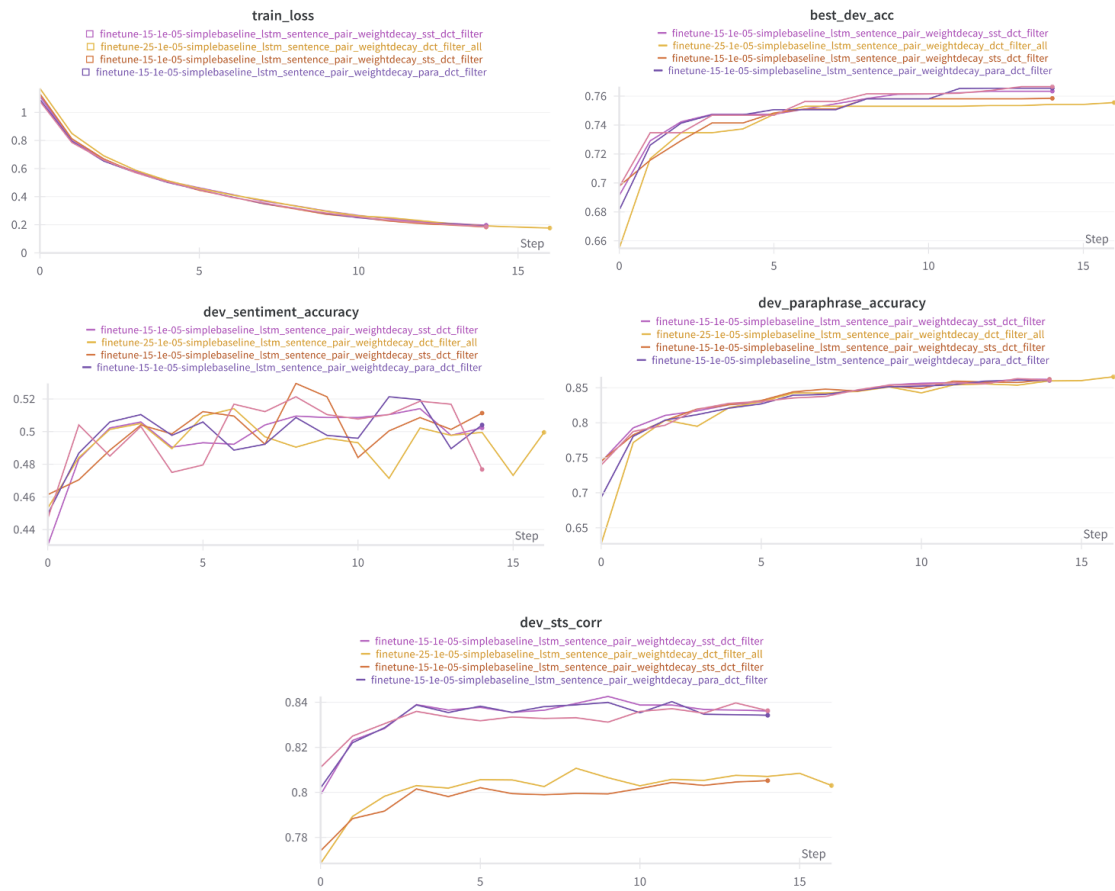 train_loss
finetune-15-1e-05-simplebaseline_lstm_sentence_pair_weightdecay_sst_dct_filter
finetune-25-1e-05-simplebaseline_lstm_sentence_pair_weightdecay_dct_filter_all
finetune-15-1e-05-simplebaseline_lstm_sentence_pair_weightdecay_sts_dct_filter
finetune-15-1e-05-simplebaseline_lstm_sentence_pair_weightdecay_para_dct_filter
1
0.8
0.6
0.4
0.2
0
Step
0 5 10 15
best_dev_acc
finetune-15-1e-05-simplebaseline_lstm_sentence_pair_weightdecay_sst_dct_filter
finetune-25-1e-05-simplebaseline_lstm_sentence_pair_weightdecay_dct_filter_all
finetune-15-1e-05-simplebaseline_lstm_sentence_pair_weightdecay_sts_dct_filter
finetune-15-1e-05-simplebaseline_lstm_sentence_pair_weightdecay_para_dct_filter
0.76
0.74
0.72
0.7
0.68
0.66
Step
0 5 10 15
dev_sentiment_accuracy
finetune-15-1e-05-simplebaseline_lstm_sentence_pair_weightdecay_sst_dct_filter
finetune-25-1e-05-simplebaseline_lstm_sentence_pair_weightdecay_dct_filter_all
finetune-15-1e-05-simplebaseline_lstm_sentence_pair_weightdecay_sts_dct_filter
finetune-15-1e-05-simplebaseline_lstm_sentence_pair_weightdecay_para_dct_filter
0.52
0.5
0.48
0.46
0.44
Step
0 5 10 15
dev_paraphrase_accuracy
finetune-15-1e-05-simplebaseline_lstm_sentence_pair_weightdecay_sst_dct_filter
finetune-25-1e-05-simplebaseline_lstm_sentence_pair_weightdecay_dct_filter_all
finetune-15-1e-05-simplebaseline_lstm_sentence_pair_weightdecay_sts_dct_filter
finetune-15-1e-05-simplebaseline_lstm_sentence_pair_weightdecay_para_dct_filter
0.85
0.8
0.75
0.7
0.65
Step
0 5 10 15
dev_sts_corr
finetune-15-1e-05-simplebaseline_lstm_sentence_pair_weightdecay_sst_dct_filter
finetune-25-1e-05-simplebaseline_lstm_sentence_pair_weightdecay_dct_filter_all
finetune-15-1e-05-simplebaseline_lstm_sentence_pair_weightdecay_sts_dct_filter
finetune-15-1e-05-simplebaseline_lstm_sentence_pair_weightdecay_para_dct_filter
0.84
0.82
0.8
0.78
Step
0 5 10 15